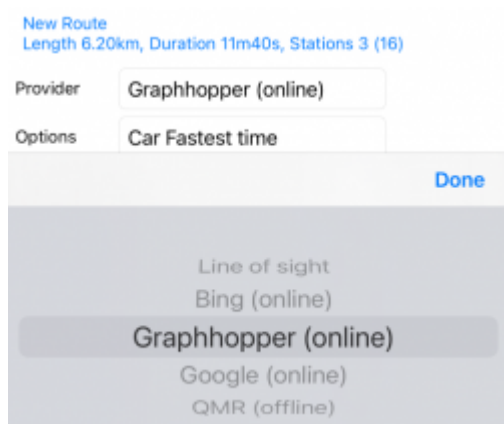 New Route
Length 6.20km, Duration 11m40s, Stations 3 (16)
Provider Graphhopper (online)
Options Car Fastest time
Done
Line of sight
Bing (online)
Graphhopper (online)
Google (online)
QMR (offline)